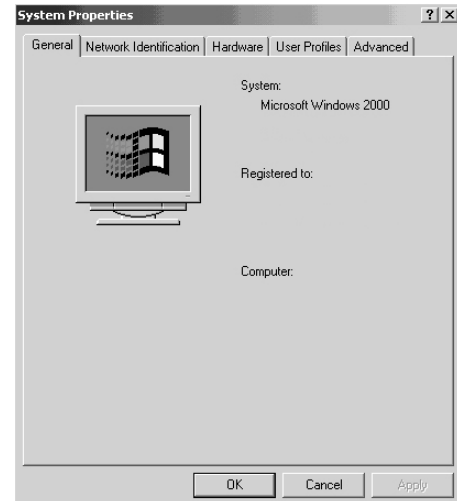 System Properties
? ×
General Network Identification Hardware User Profiles Advanced
System:
Microsoft Windows 2000
Registered to:
Computer:
OK Cancel Apply